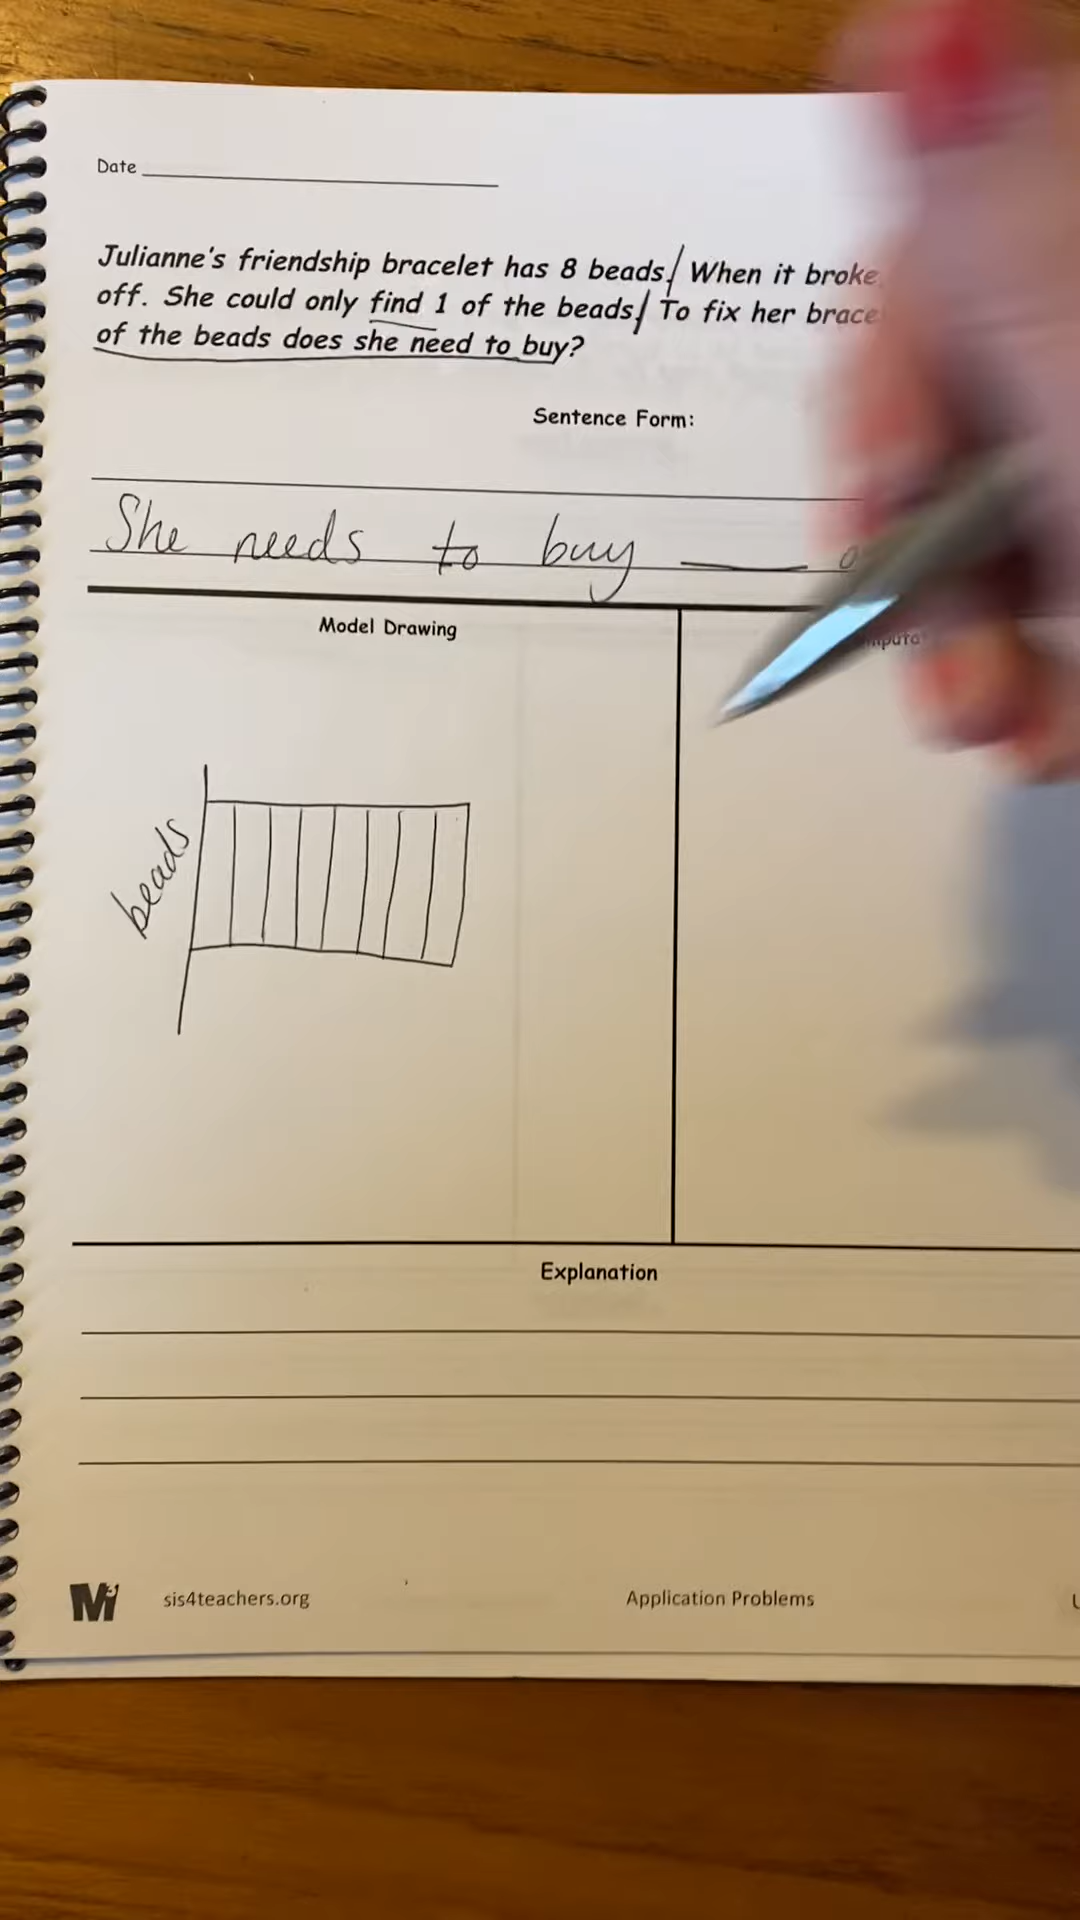 Date
Julianne's friendship bracelet has 8 beads. When it broke
off. She could only find 1 of the beads. To fix her
of the beads does she need to buy?
Sentence Form:
She needs to buy
Model Drawing
beads
Explanation
M
sis4teachers.org
Application Problems